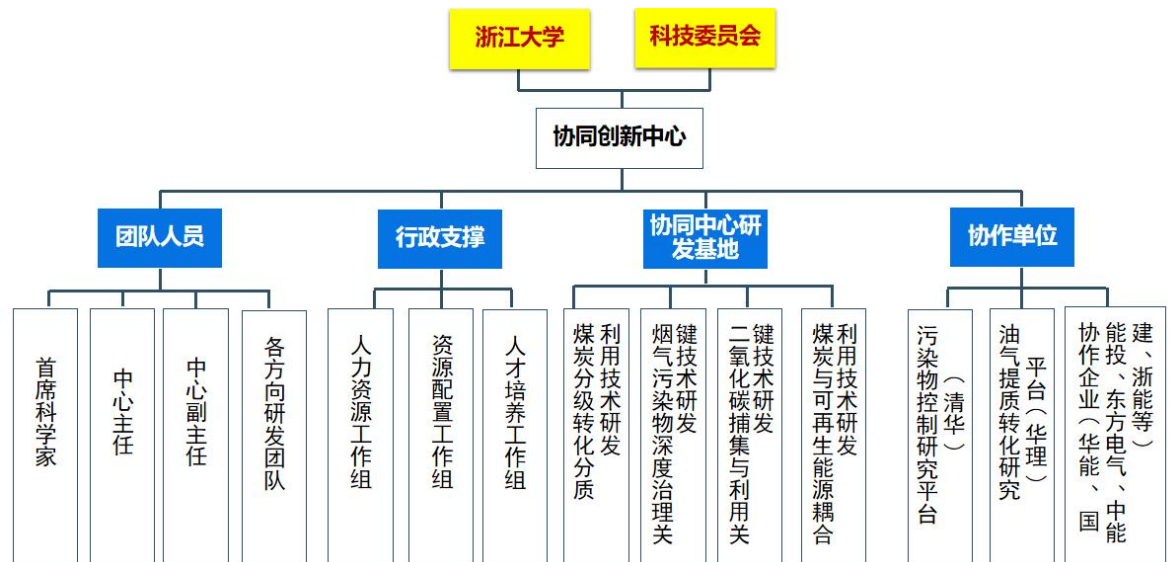 浙江大学
科技委员会
协同创新中心
团队人员
行政支撑
协同中心研
发基地
协作单位
首席科学家
中心主任
中心副主任
各方向研发团队
人力资源工作组
资源配置工作组
人才培养工作组
煤炭分级转化分质
利用技术研发
烟气污染物深度治理关
键技术研发
二氧化碳捕集与利用关
键技术研发
煤炭与可再生能源耦合
利用技术研发
污染物控制研究平台
（清华）
油气提质转化研究
平台（华理）
协作企业（华能、国
能投、东方电气、中能
建、浙能等）